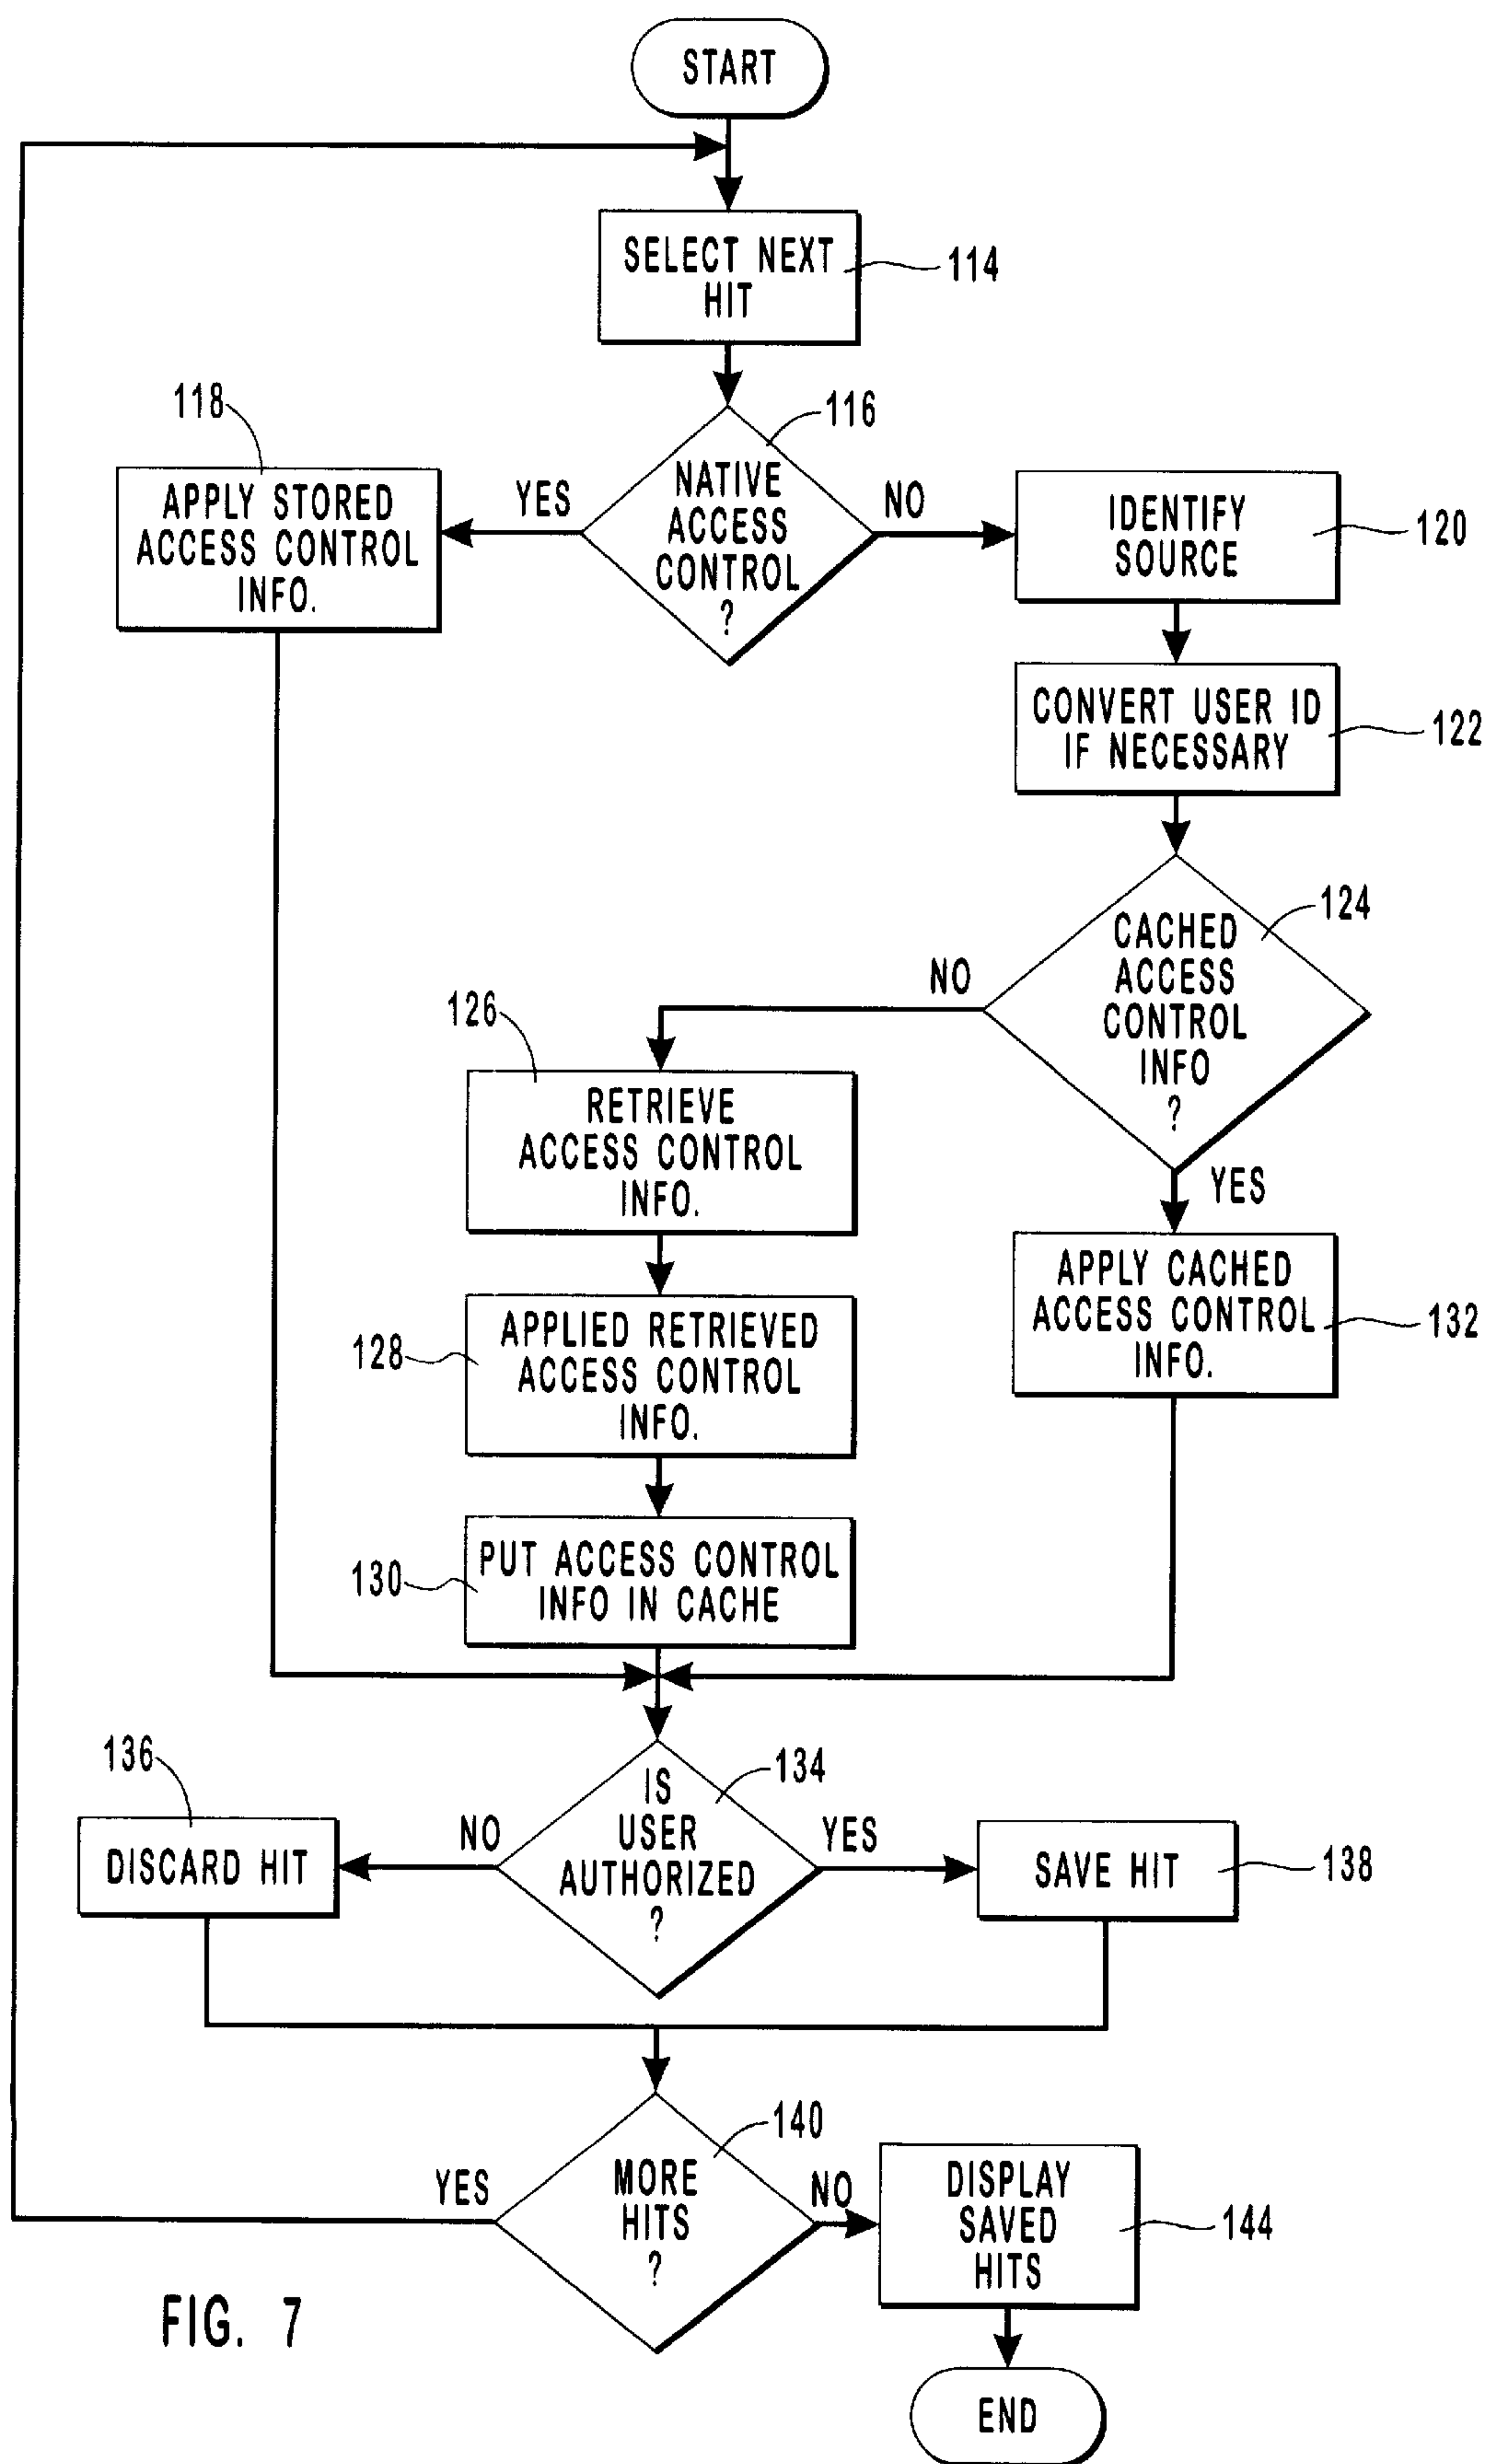 START
SELECT NEXT
HIT
114
116
NATIVE
ACCESS
CONTROL
?
YES
NO
118
APPLY STORED
ACCESS CONTROL
INFO.
IDENTIFY
SOURCE
120
CONVERT USER ID
IF NECESSARY
122
124
CACHED
ACCESS
CONTROL
INFO
?
NO
YES
126
RETRIEVE
ACCESS CONTROL
INFO.
128
APPLIED RETRIEVED
ACCESS CONTROL
INFO.
APPLY CACHED
ACCESS CONTROL
INFO.
132
130
PUT ACCESS CONTROL
INFO IN CACHE
134
IS
USER
AUTHORIZED
?
NO
YES
136
DISCARD HIT
SAVE HIT
138
140
MORE
HITS
?
YES
NO
DISPLAY
SAVED
HITS
144
END
FIG. 7